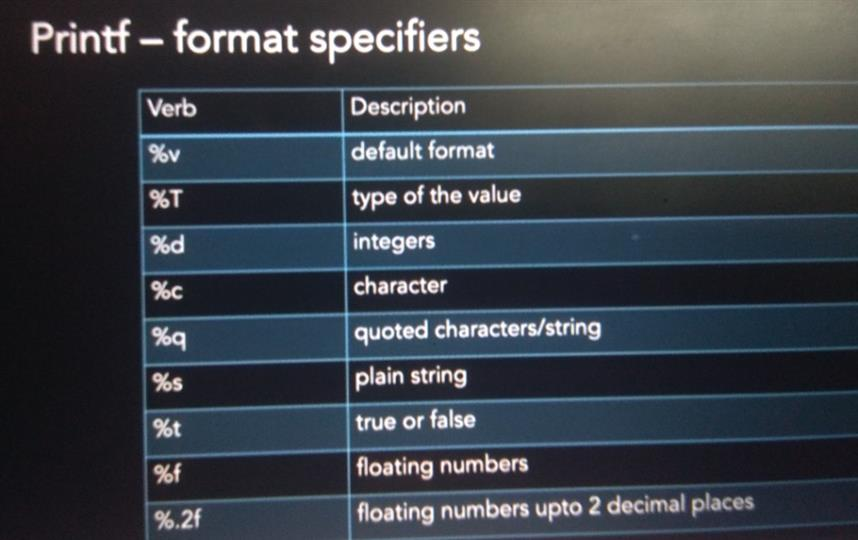 Printf – format specifiers
Verb Description
%v default format
%T type of the value
%d integers
%c character
%q quoted characters/string
%s plain string
%t true or false
%f floating numbers
%.2f floating numbers upto 2 decimal places